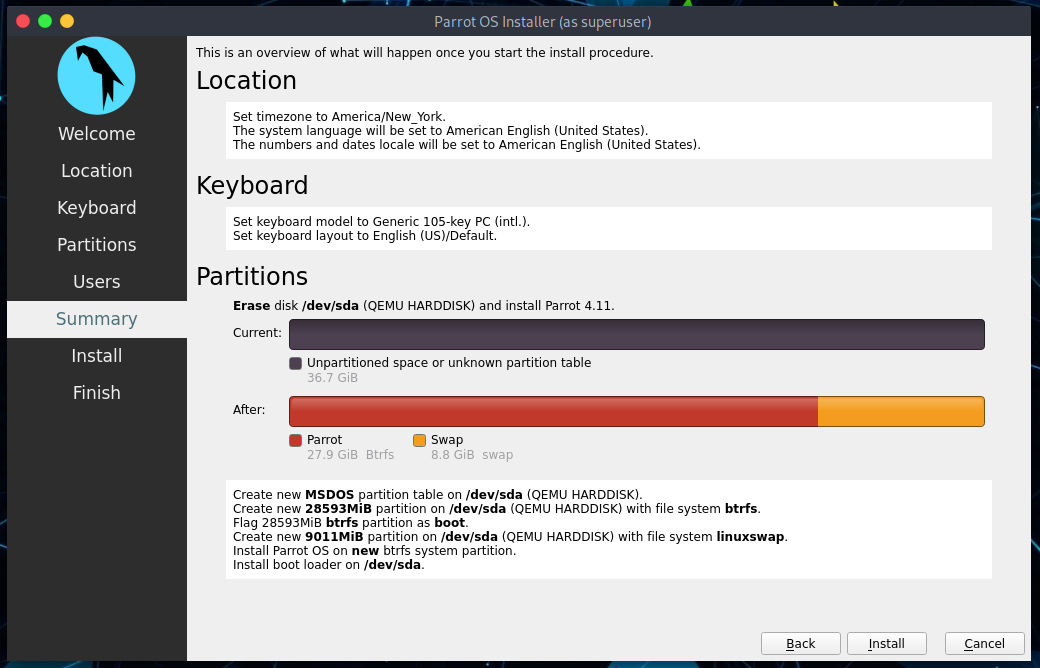 Parrot OS Installer (as superuser)
Welcome
Location
Keyboard
Partitions
Users
Summary
Install
Finish
This is an overview of what will happen once you start the install procedure.
Location
Set timezone to America/New_York.
The system language will be set to American English (United States).
The numbers and dates locale will be set to American English (United States).
Keyboard
Set keyboard model to Generic 105-key PC (intl.).
Set keyboard layout to English (US)/Default.
Partitions
Erase disk /dev/sda (QEMU HARDDISK) and install Parrot 4.11.
Current:
Unpartitioned space or unknown partition table
36.7 GiB
After:
Parrot Swap
27.9 GiB Btrfs 8.8 GiB swap
Create new MSDOS partition table on /dev/sda (QEMU HARDDISK).
Create new 28593MiB partition on /dev/sda (QEMU HARDDISK) with file system btrfs.
Flag 28593MiB btrfs partition as boot.
Create new 9011MiB partition on /dev/sda (QEMU HARDDISK) with file system linuxswap.
Install Parrot OS on new btrfs system partition.
Install boot loader on /dev/sda.
Back Install Cancel